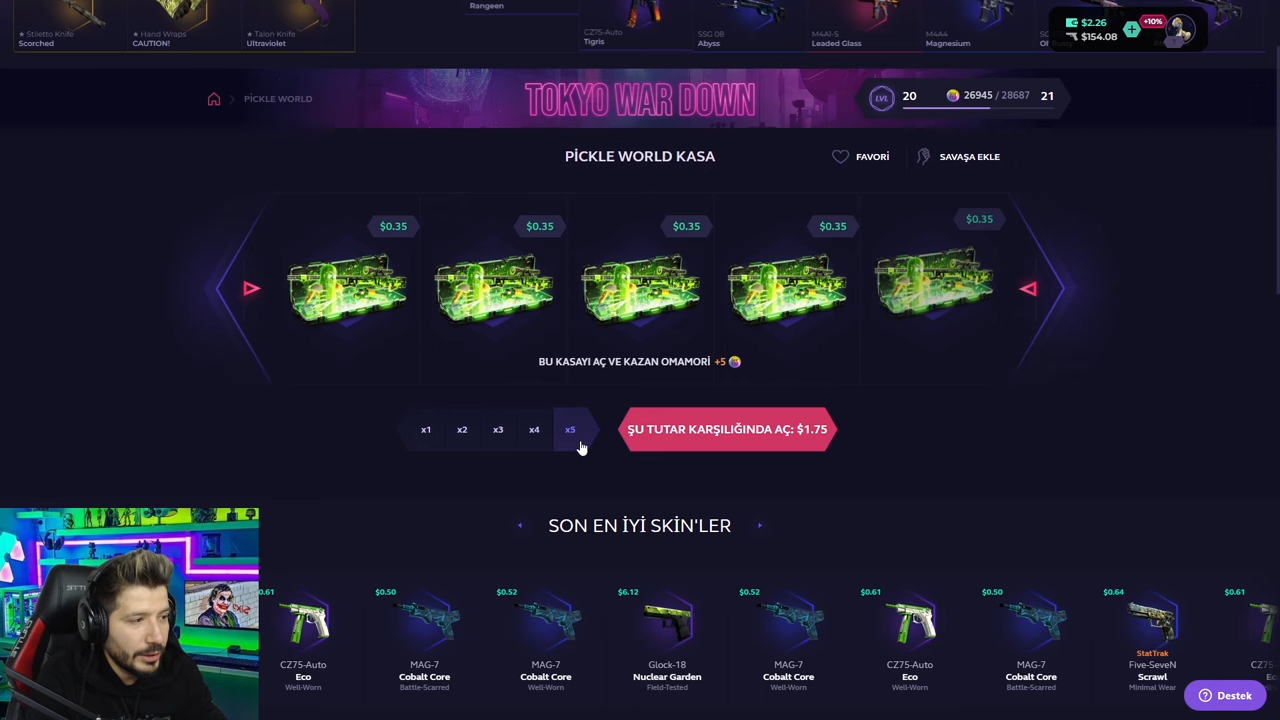 Rangeen
★ Stiletto Knife
Scorched
★ Hand Wraps
CAUTION!
★ Talon Knife
Ultraviolet
CZ75-Auto
Tigris
SSG 08
Abyss
M4A1-S
Leaded Glass
M4A4
Magnesium
$2.26
$154.08
+10%
PİCKLE WORLD
TOKYO WAR DOWN
LVL
20
26945 / 28687
21
PİCKLE WORLD KASA
FAVORİ
SAVAŞA EKLE
$0.35
$0.35
$0.35
$0.35
$0.35
BU KASAYI AÇ VE KAZAN OMAMORİ +5
x1
x2
x3
x4
x5
ŞU TUTAR KARŞILIĞINDA AÇ: $1.75
SON EN İYİ SKİN'LER
0.61
CZ75-Auto
Eco
Well-Worn
$0.50
MAG-7
Cobalt Core
Battle-Scarred
$0.52
MAG-7
Cobalt Core
Well-Worn
$6.12
Glock-18
Nuclear Garden
Field-Tested
$0.52
MAG-7
Cobalt Core
Well-Worn
$0.61
CZ75-Auto
Eco
Well-Worn
$0.50
MAG-7
Cobalt Core
Battle-Scarred
$0.64
StatTrak
Five-SeveN
Scrawl
Minimal Wear
$0.61
Destek